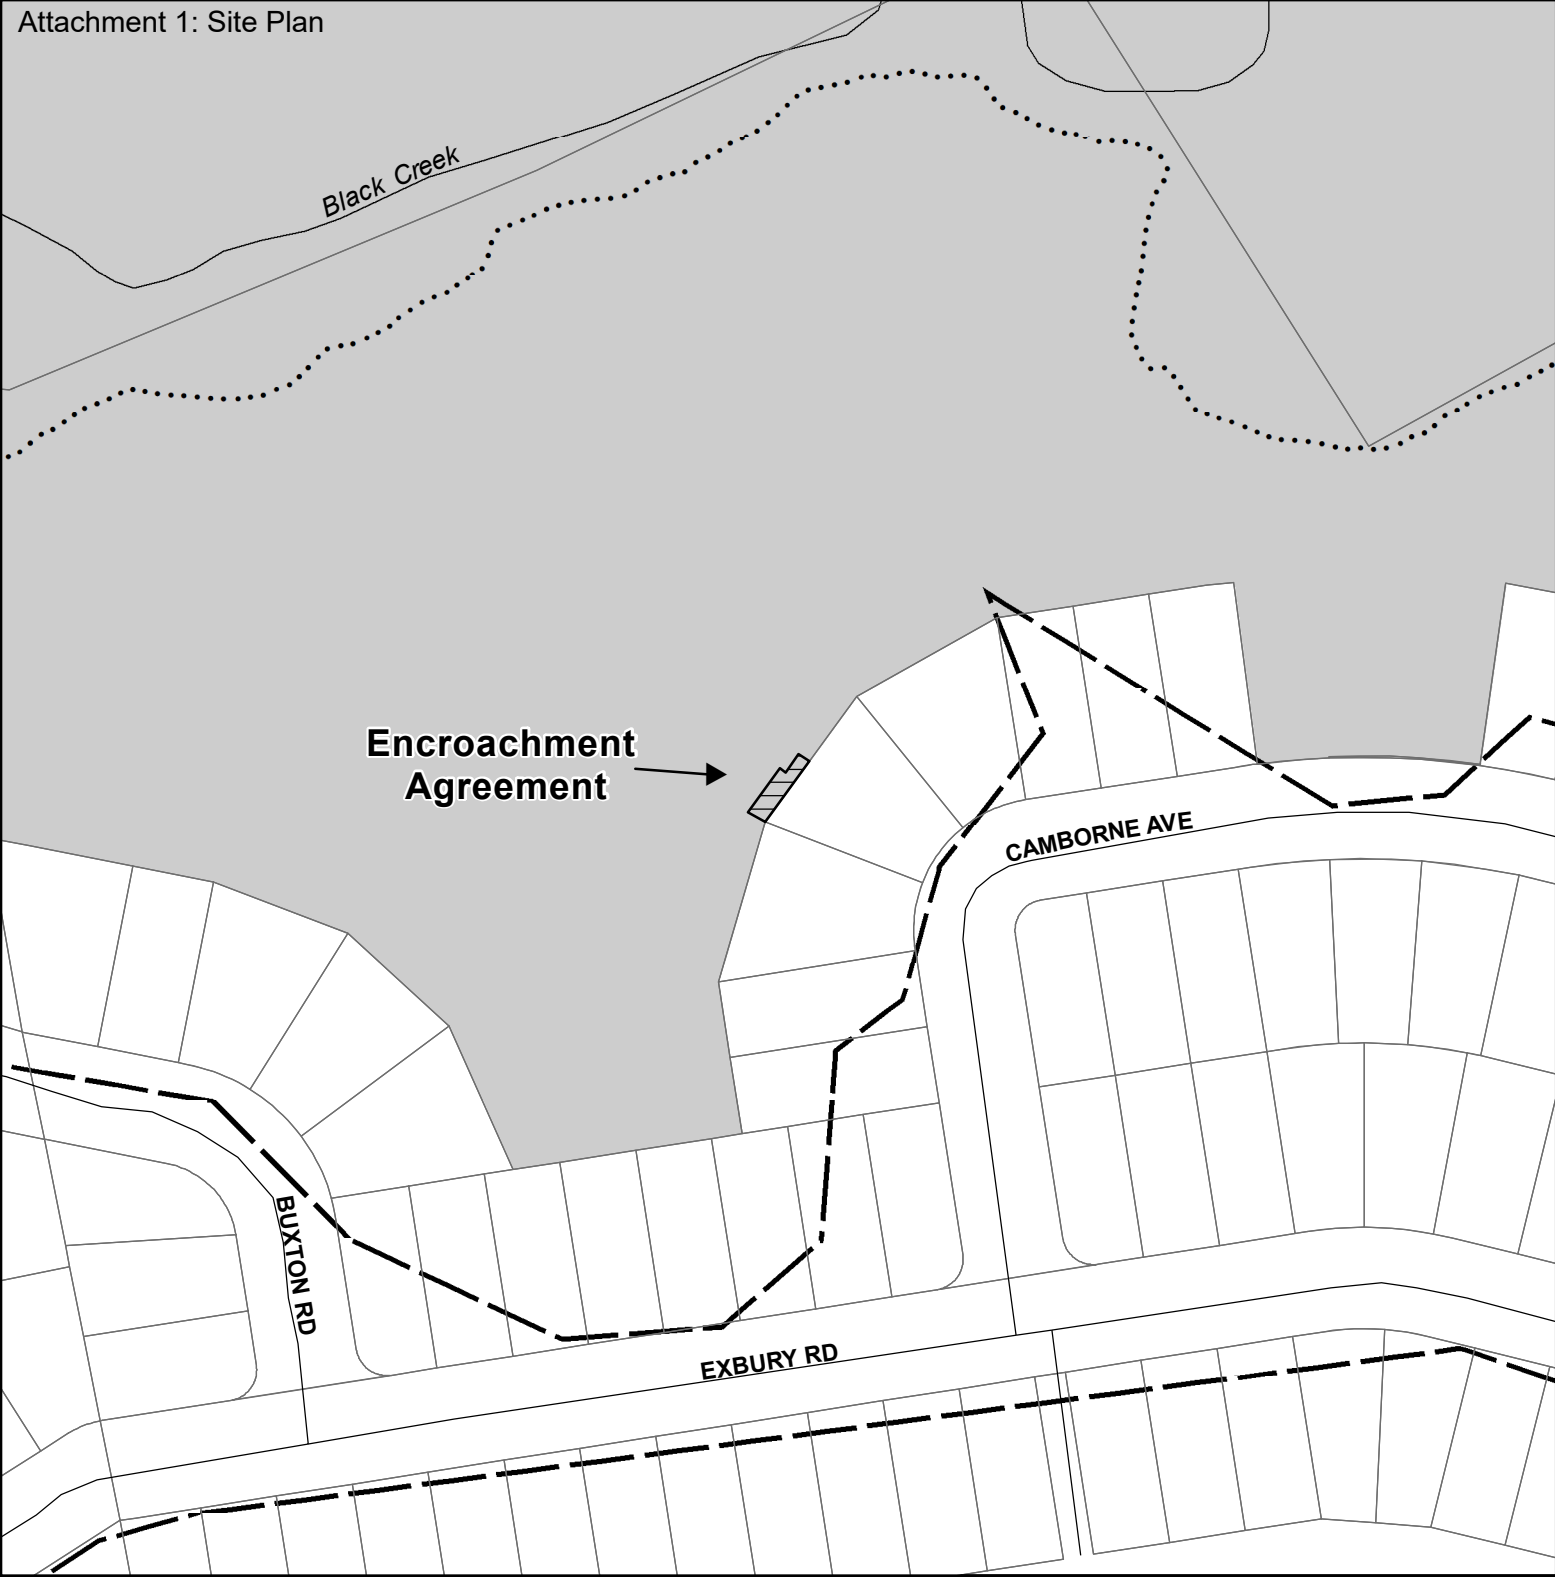 Attachment 1: Site Plan
Black Creek
Encroachment
Agreement
CAMBORNE AVE
BUXTON RD
EXBURY RD